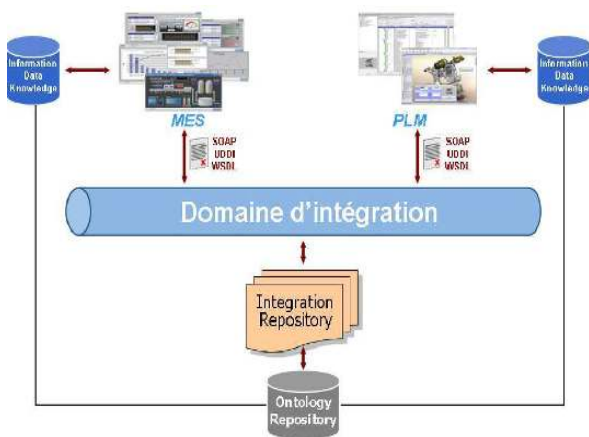 Information
Data
Knowledge
MES
PLM
Information
Data
Knowledge
SOAP
UDDI
WSDL
SOAP
UDDI
WSDL
Domaine d'intégration
Integration
Repository
Ontology
Repository